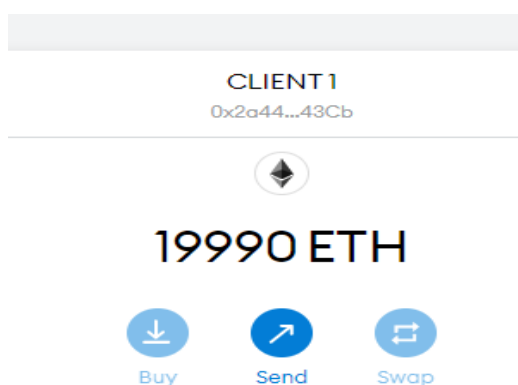 CLIENT 1
0x2a44...43Cb
19990 ETH
Buy Send Swap